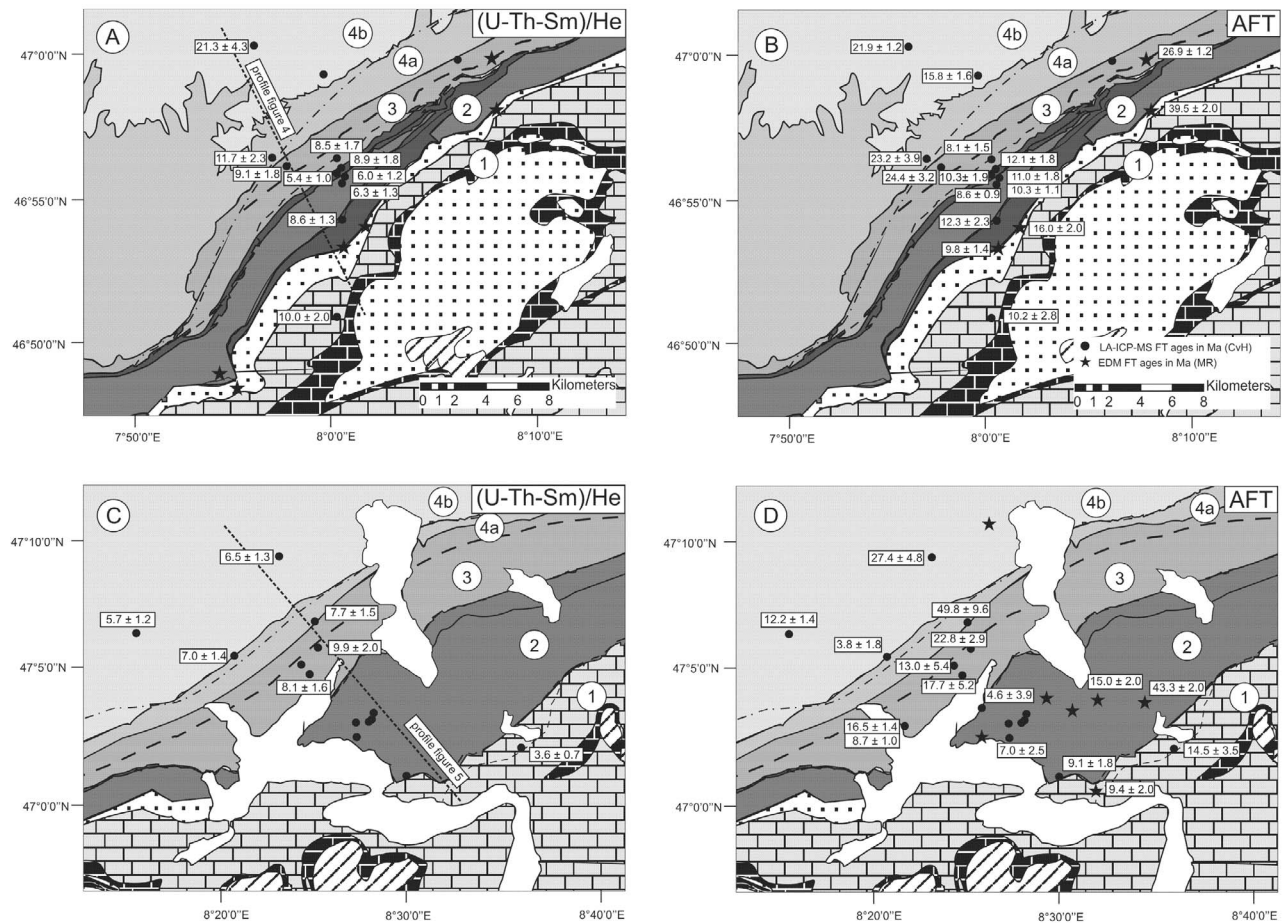 A
(U-Th-Sm)/He
4b
4a
3
2
1
21.3 ± 4.3
profile figure 4
11.7 ± 2.3
9.1 ± 1.8
8.5 ± 1.7
8.9 ± 1.8
5.4 ± 1.0
6.0 ± 1.2
6.3 ± 1.3
8.6 ± 1.3
10.0 ± 2.0
Kilometers
0 1 2 4 6 8
47°0'0"N
46°55'0"N
46°50'0"N
7°50'0"E
8°0'0"E
8°10'0"E
B
AFT
4b
4a
3
2
1
21.9 ± 1.2
15.8 ± 1.6
26.9 ± 1.2
39.5 ± 2.0
23.2 ± 3.9
24.4 ± 3.2
8.1 ± 1.5
12.1 ± 1.8
10.3 ± 1.9
11.0 ± 1.8
8.6 ± 0.9
10.3 ± 1.1
12.3 ± 2.3
16.0 ± 2.0
9.8 ± 1.4
10.2 ± 2.8
LA-ICP-MS FT ages in Ma (CvH)
EDM FT ages in Ma (MR)
Kilometers
0 1 2 4 6 8
47°0'0"N
46°55'0"N
46°50'0"N
7°50'0"E
8°0'0"E
8°10'0"E
C
(U-Th-Sm)/He
4b
4a
3
2
1
6.5 ± 1.3
5.7 ± 1.2
7.0 ± 1.4
7.7 ± 1.5
9.9 ± 2.0
8.1 ± 1.6
3.6 ± 0.7
profile figure 5
47°10'0"N
47°5'0"N
47°0'0"N
8°20'0"E
8°30'0"E
8°40'0"E
D
AFT
4b
4a
3
2
1
27.4 ± 4.8
12.2 ± 1.4
49.8 ± 9.6
3.8 ± 1.8
22.8 ± 2.9
13.0 ± 5.4
17.7 ± 5.2
4.6 ± 3.9
15.0 ± 2.0
43.3 ± 2.0
16.5 ± 1.4
8.7 ± 1.0
7.0 ± 2.5
14.5 ± 3.5
9.1 ± 1.8
9.4 ± 2.0
47°10'0"N
47°5'0"N
47°0'0"N
8°20'0"E
8°30'0"E
8°40'0"E